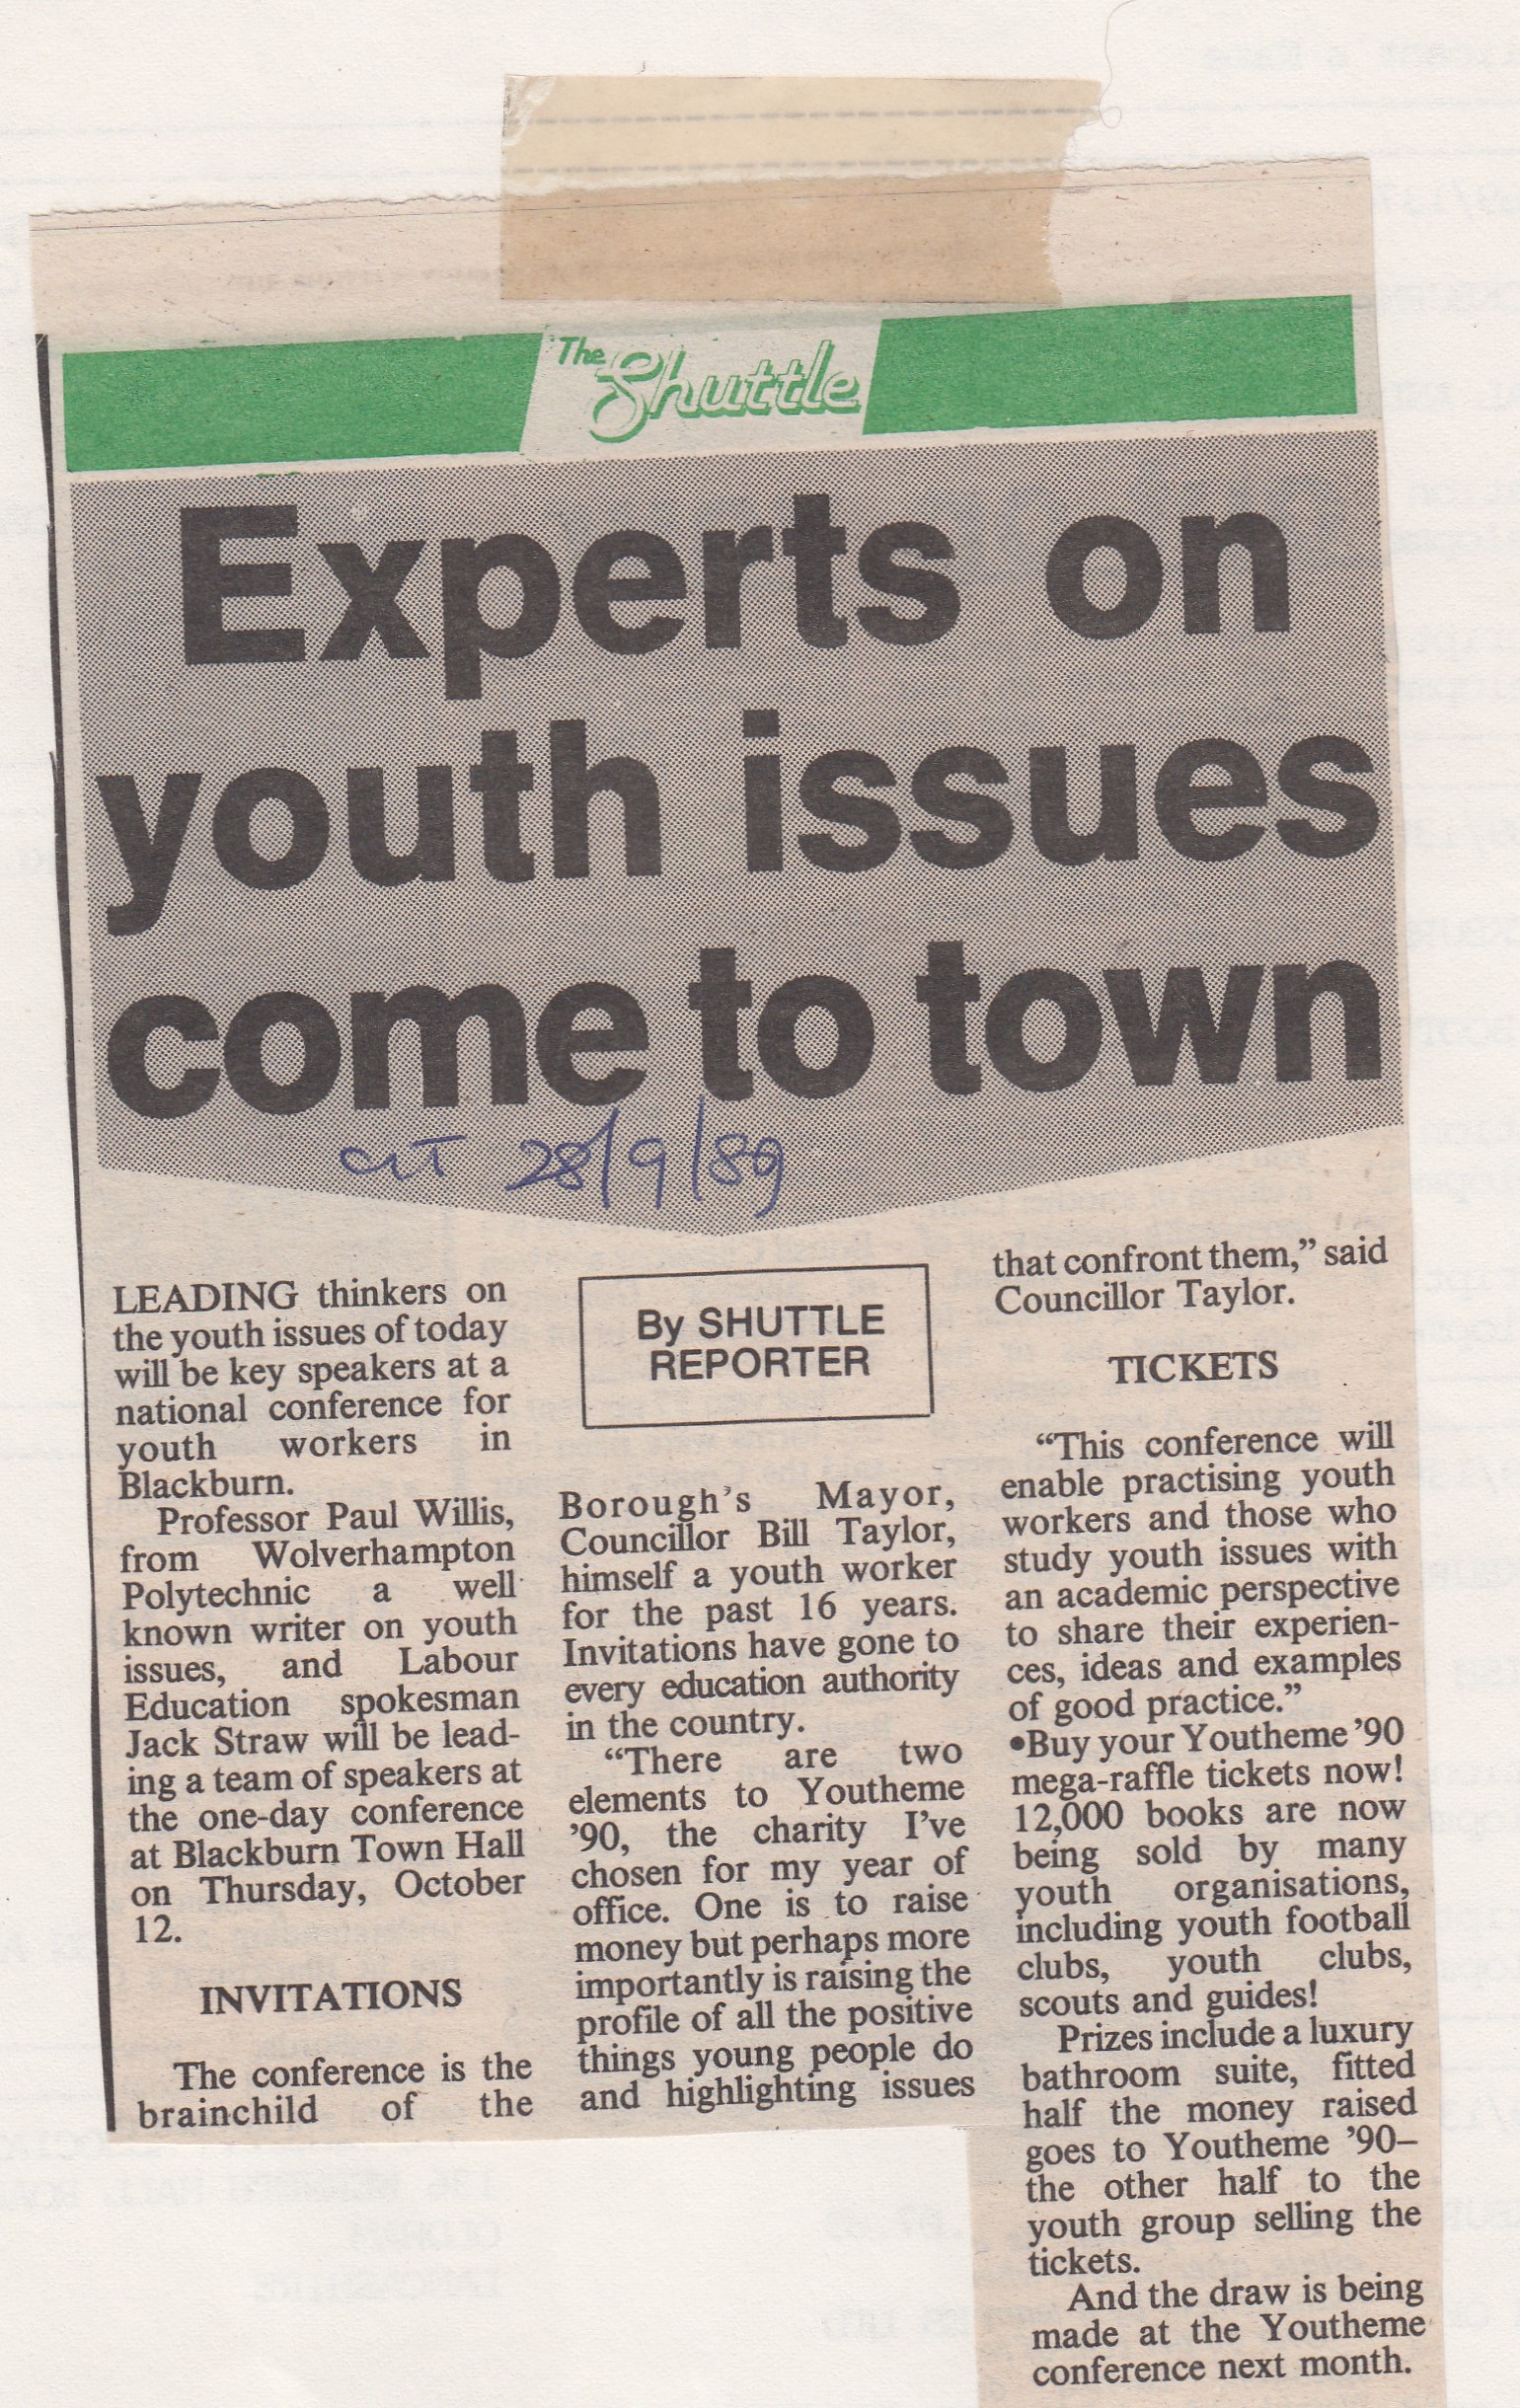 The Shuttle
Experts on
youth issues
come to town
28/9/89
LEADING thinkers on
the youth issues of today
will be key speakers at a
national conference for
youth workers in
Blackburn.
Professor Paul Willis,
from Wolverhampton
Polytechnic a well
known writer on youth
issues, and Labour
Education spokesman
Jack Straw will be lead-
ing a team of speakers at
the one-day conference
at Blackburn Town Hall
on Thursday, October
12.
INVITATIONS
The conference is the
brainchild of the
By SHUTTLE
REPORTER
Borough's Mayor,
Councillor Bill Taylor,
himself a youth worker
for the past 16 years.
Invitations have gone to
every education authority
in the country.
“There are two
elements to Youtheme
’90, the charity I’ve
chosen for my year of
office. One is to raise
money but perhaps more
importantly is raising the
profile of all the positive
things young people do
and highlighting issues
that confront them,” said
Councillor Taylor.
TICKETS
“This conference will
enable practising youth
workers and those who
study youth issues with
an academic perspective
to share their experien-
ces, ideas and examples
of good practice.”
•Buy your Youtheme ’90
mega-raffle tickets now!
12,000 books are now
being sold by many
youth organisations,
including youth football
clubs, youth clubs,
scouts and guides!
Prizes include a luxury
bathroom suite, fitted
half the money raised
goes to Youtheme ’90–
the other half to the
youth group selling the
tickets.
And the draw is being
made at the Youtheme
conference next month.